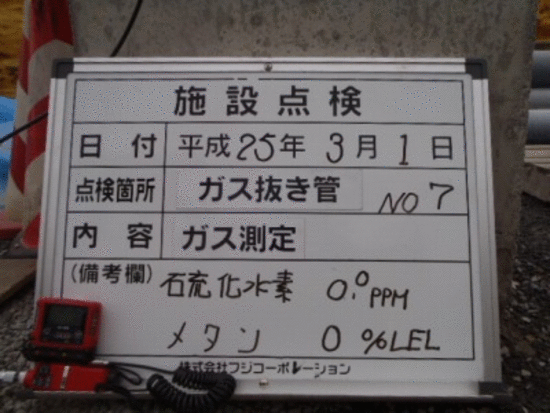 施設点検
日付 平成25年 3月 1日
点検箇所 ガス抜き管 NO 7
内容 ガス測定
(備考欄) 石流化水素 0.0 PPM
メタン 0 %LEL
株式会社フジコーポレーション